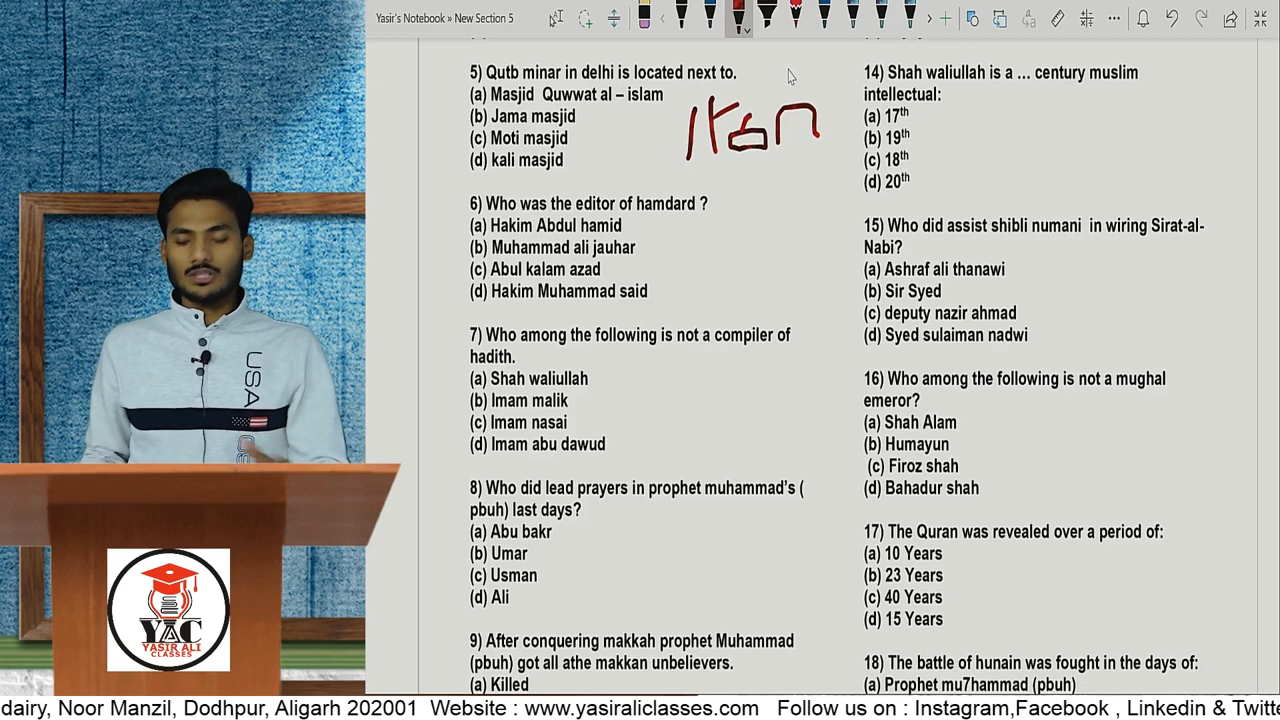 Yasir's Notebook » New Section 5
5) Qutb minar in delhi is located next to.
(a) Masjid Quwwat al – islam
(b) Jama masjid
(c) Moti masjid
(d) kali masjid
6) Who was the editor of hamdard ?
(a) Hakim Abdul hamid
(b) Muhammad ali jauhar
(c) Abul kalam azad
(d) Hakim Muhammad said
7) Who among the following is not a compiler of
hadith.
(a) Shah waliullah
(b) Imam malik
(c) Imam nasai
(d) Imam abu dawud
8) Who did lead prayers in prophet muhammad's (
pbuh) last days?
(a) Abu bakr
(b) Umar
(c) Usman
(d) Ali
9) After conquering makkah prophet Muhammad
(pbuh) got all athe makkan unbelievers.
(a) Killed
14) Shah waliullah is a ... century muslim
intellectual:
(a) 17th
(b) 19th
(c) 18th
(d) 20th
15) Who did assist shibli numani in wiring Sirat-al-
Nabi?
(a) Ashraf ali thanawi
(b) Sir Syed
(c) deputy nazir ahmad
(d) Syed sulaiman nadwi
16) Who among the following is not a mughal
emeror?
(a) Shah Alam
(b) Humayun
(c) Firoz shah
(d) Bahadur shah
17) The Quran was revealed over a period of:
(a) 10 Years
(b) 23 Years
(c) 40 Years
(d) 15 Years
18) The battle of hunain was fought in the days of:
(a) Prophet mu7hammad (pbuh)
USA
YAC
YASIR ALI
CLASSES
dairy, Noor Manzil, Dodhpur, Aligarh 202001 Website : www.yasiraliclasses.com Follow us on : Instagram,Facebook , Linkedin & Twitt